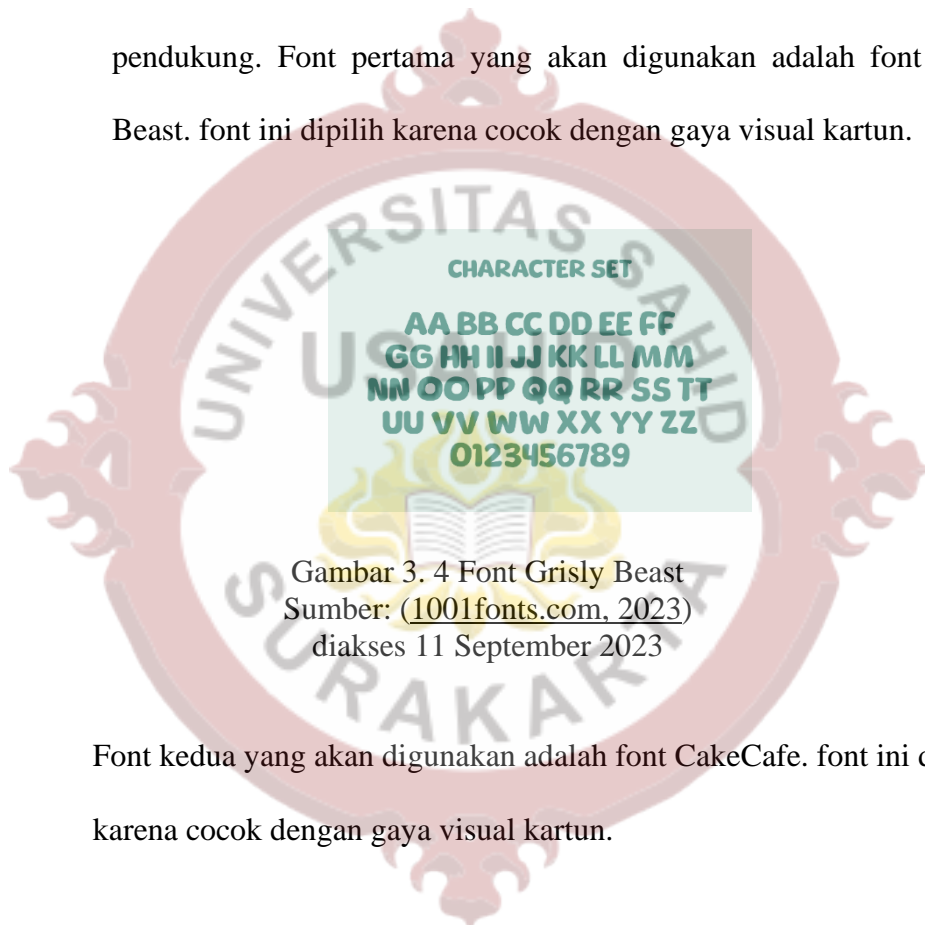 pendukung. Font pertama yang akan digunakan adalah font
Beast. font ini dipilih karena cocok dengan gaya visual kartun.
UNIVERSITAS SAHID
USAHID
CHARACTER SET
AA BB CC DD EE FF
GG HH II JJ KK LL MM
NN OO PP QQ RR SS TT
UU VV WW XX YY ZZ
0123456789
Gambar 3. 4 Font Grisly Beast
Sumber: (1001fonts.com, 2023)
diakses 11 September 2023
SURAKARTA
Font kedua yang akan digunakan adalah font CakeCafe. font ini
karena cocok dengan gaya visual kartun.